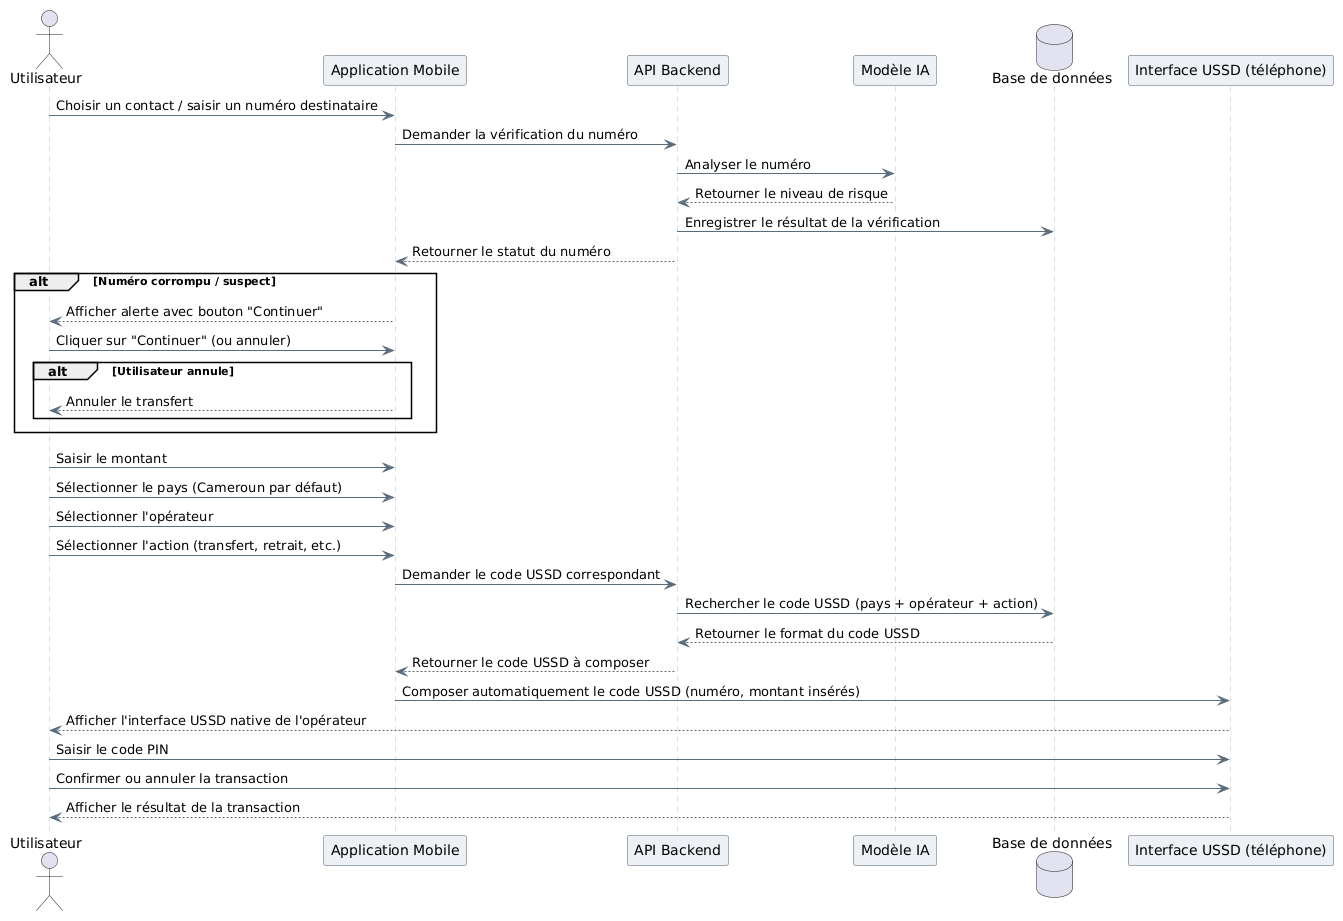 Utilisateur
Application Mobile
API Backend
Modèle IA
Base de données
Interface USSD (téléphone)
Choisir un contact / saisir un numéro destinataire
Demander la vérification du numéro
Analyser le numéro
Retourner le niveau de risque
Enregistrer le résultat de la vérification
Retourner le statut du numéro
alt [Numéro corrompu / suspect]
Afficher alerte avec bouton "Continuer"
Cliquer sur "Continuer" (ou annuler)
alt [Utilisateur annule]
Annuler le transfert
Saisir le montant
Sélectionner le pays (Cameroun par défaut)
Sélectionner l'opérateur
Sélectionner l'action (transfert, retrait, etc.)
Demander le code USSD correspondant
Rechercher le code USSD (pays + opérateur + action)
Retourner le format du code USSD
Retourner le code USSD à composer
Composer automatiquement le code USSD (numéro, montant insérés)
Afficher l'interface USSD native de l'opérateur
Saisir le code PIN
Confirmer ou annuler la transaction
Afficher le résultat de la transaction
Utilisateur
Application Mobile
API Backend
Modèle IA
Base de données
Interface USSD (téléphone)